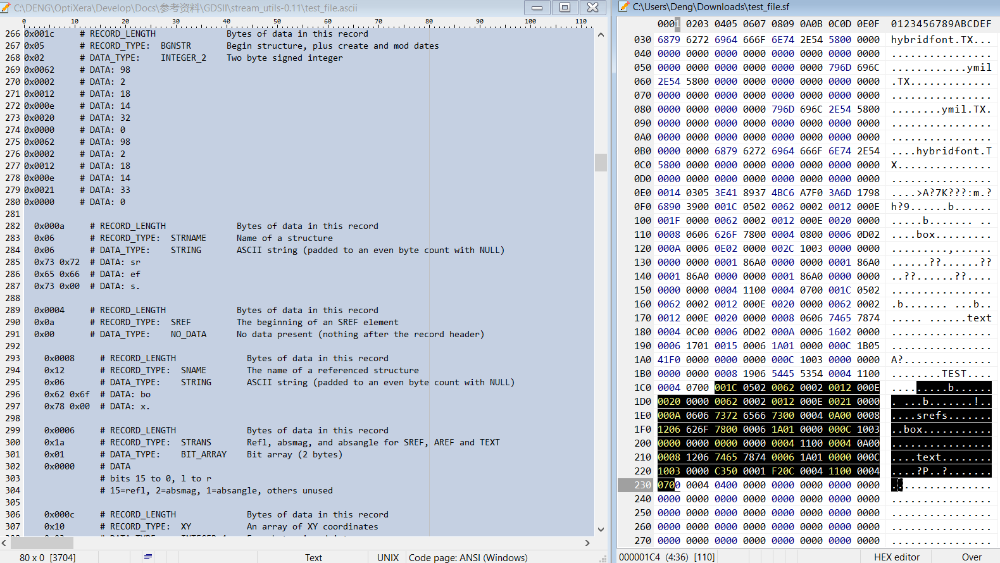 C:\DENG\OptiXera\Develop\Docs\参考资料\GDSII\stream_utils-0.11\test_file.ascii
0 10 20 30 40 50 60 70 80 90 100 110
266 0x001c # RECORD_LENGTH Bytes of data in this record
267 0x05 # RECORD_TYPE: BGNSTR Begin structure, plus create and mod dates
268 0x02 # DATA_TYPE: INTEGER_2 Two byte signed integer
269 0x0062 # DATA: 98
270 0x0002 # DATA: 2
271 0x0012 # DATA: 18
272 0x000e # DATA: 14
273 0x0020 # DATA: 32
274 0x0000 # DATA: 0
275 0x0062 # DATA: 98
276 0x0002 # DATA: 2
277 0x0012 # DATA: 18
278 0x000e # DATA: 14
279 0x0021 # DATA: 33
280 0x0000 # DATA: 0
281
282 0x000a # RECORD_LENGTH Bytes of data in this record
283 0x06 # RECORD_TYPE: STRNAME Name of a structure
284 0x06 # DATA_TYPE: STRING ASCII string (padded to an even byte count with NULL)
285 0x73 0x72 # DATA: sr
286 0x65 0x66 # DATA: ef
287 0x73 0x00 # DATA: s.
288
289 0x0004 # RECORD_LENGTH Bytes of data in this record
290 0x0a # RECORD_TYPE: SREF The beginning of an SREF element
291 0x00 # DATA_TYPE: NO_DATA No data present (nothing after the record header)
292
293 0x0008 # RECORD_LENGTH Bytes of data in this record
294 0x12 # RECORD_TYPE: SNAME The name of a referenced structure
295 0x06 # DATA_TYPE: STRING ASCII string (padded to an even byte count with NULL)
296 0x62 0x6f # DATA: bo
297 0x78 0x00 # DATA: x.
298
299 0x0006 # RECORD_LENGTH Bytes of data in this record
300 0x1a # RECORD_TYPE: STRANS Refl, absmag, and absangle for SREF, AREF and TEXT
301 0x01 # DATA_TYPE: BIT_ARRAY Bit array (2 bytes)
302 0x0000 # DATA
303 # bits 15 to 0, l to r
304 # 15=refl, 2=absmag, 1=absangle, others unused
305
306 0x000c # RECORD_LENGTH Bytes of data in this record
307 0x10 # RECORD_TYPE: XY An array of XY coordinates
80 x 0 [3704] Text UNIX Code page: ANSI (Windows)
C:\Users\Deng\Downloads\test_file.sf
0001 0203 0405 0607 0809 0A0B 0C0D 0E0F 0123456789ABCDEF
030 6879 6272 6964 666F 6E74 2E54 5800 0000 hybridfont.TX...
040 0000 0000 0000 0000 0000 0000 0000 0000 ................
050 0000 0000 0000 0000 0000 0000 796D 696C ............ymil
060 2E54 5800 0000 0000 0000 0000 0000 0000 .TX.............
070 0000 0000 0000 0000 0000 0000 0000 0000 ................
080 0000 0000 0000 0000 796D 696C 2E54 5800 ........ymil.TX.
090 0000 0000 0000 0000 0000 0000 0000 0000 ................
0A0 0000 0000 0000 0000 0000 0000 0000 0000 ................
0B0 0000 0000 6879 6272 6964 666F 6E74 2E54 ....hybridfont.T
0C0 5800 0000 0000 0000 0000 0000 0000 0000 X...............
0D0 0000 0000 0000 0000 0000 0000 0000 0000 ................
0E0 0014 0305 3E41 8937 4BC6 A7F0 3A6D 1798 ....>A?7K???:m.?
0F0 6890 3900 001C 0502 0062 0002 0012 000E h?9......b......
100 001F 0000 0062 0002 0012 000E 0020 0000 .....b....... ..
110 0008 0606 626F 7800 0004 0800 0006 0D02 ....box.........
120 000A 0006 0E02 0000 002C 1003 0000 0000 .........,......
130 0000 0000 0001 86A0 0000 0000 0001 86A0 ......??......??
140 0001 86A0 0000 0000 0001 86A0 0000 0000 ..??......??....
150 0000 0000 0004 1100 0004 0700 001C 0502 ................
160 0062 0002 0012 000E 0020 0000 0062 0002 .b....... ...b..
170 0012 000E 0020 0000 0008 0606 7465 7874 ..... ......text
180 0004 0C00 0006 0D02 000A 0006 1602 0000 ................
190 0006 1701 0015 0006 1A01 0000 000C 1B05 ................
1A0 41F0 0000 0000 0000 000C 1003 0000 0000 A?..............
1B0 0000 0000 0008 1906 5445 5354 0004 1100 ........TEST....
1C0 0004 0700 001C 0502 0062 0002 0012 000E .........b......
1D0 0020 0000 0062 0002 0012 000E 0021 0000 . ...b.......!..
1E0 000A 0606 7372 6566 7300 0004 0A00 0008 ....srefs.......
1F0 1206 626F 7800 0006 1A01 0000 000C 1003 ..box...........
200 0000 0000 0000 0000 0004 1100 0004 0A00 ................
210 0008 1206 7465 7874 0006 1A01 0000 000C ....text........
220 1003 0000 C350 0001 F20C 0004 1100 0004 ....?P..?.......
230 0700 0004 0400 0000 0000 0000 0000 0000 ................
240 0000 0000 0000 0000 0000 0000 0000 0000 ................
250 0000 0000 0000 0000 0000 0000 0000 0000 ................
260 0000 0000 0000 0000 0000 0000 0000 0000 ................
270 0000 0000 0000 0000 0000 0000 0000 0000 ................
000001C4 (4:36) [110] HEX editor Over